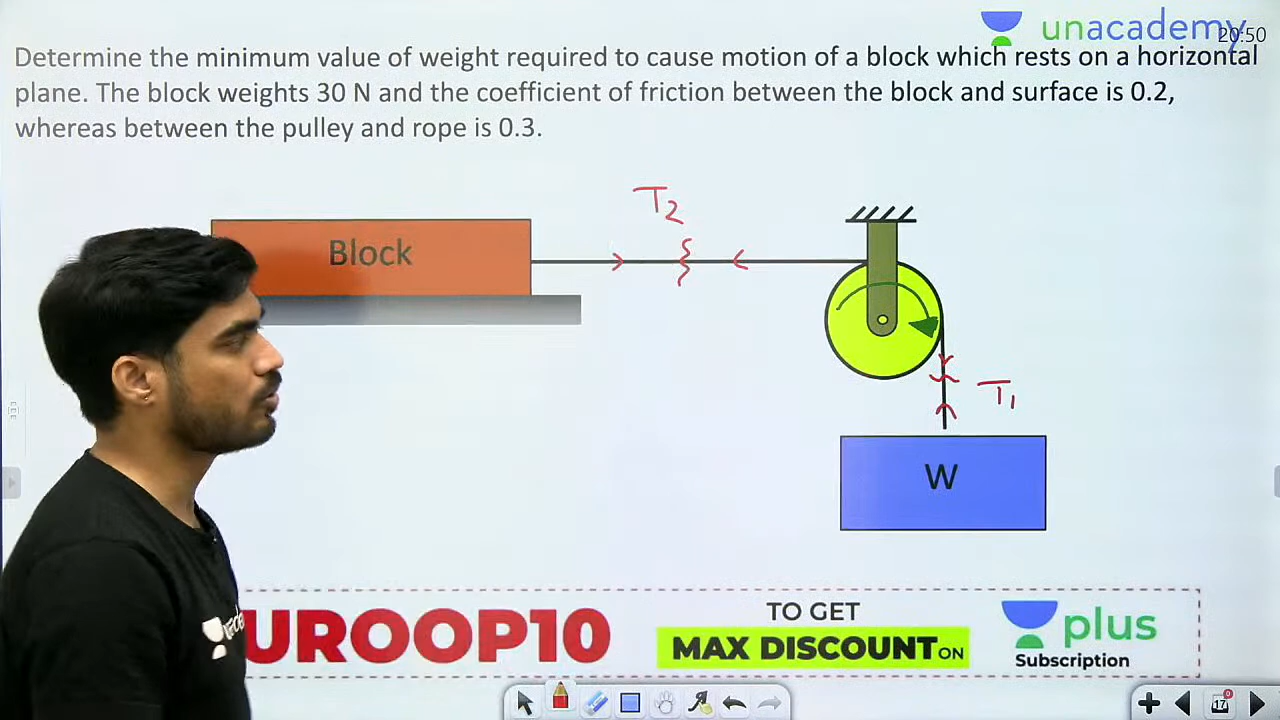 unacademy
20:50
Determine the minimum value of weight required to cause motion of a block which rests on a horizontal
plane. The block weights 30 N and the coefficient of friction between the block and surface is 0.2,
whereas between the pulley and rope is 0.3.
T2
Block
T1
W
UROOP10
TO GET
MAX DISCOUNT ON
plus
Subscription
17